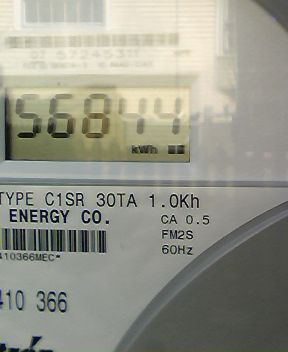 56844
kWh
TYPE C1SR 30TA 1.0Kh
ENERGY CO.
CA 0.5
FM2S
60Hz
410366MEC*
410 366